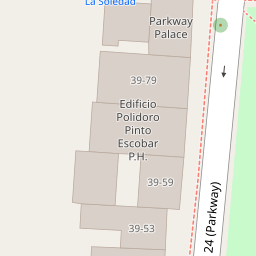 La Soledad
Parkway
Palace
39-79
Edificio
Polidoro
Pinto
Escobar
P.H.
39-59
39-53
24 (Parkway)